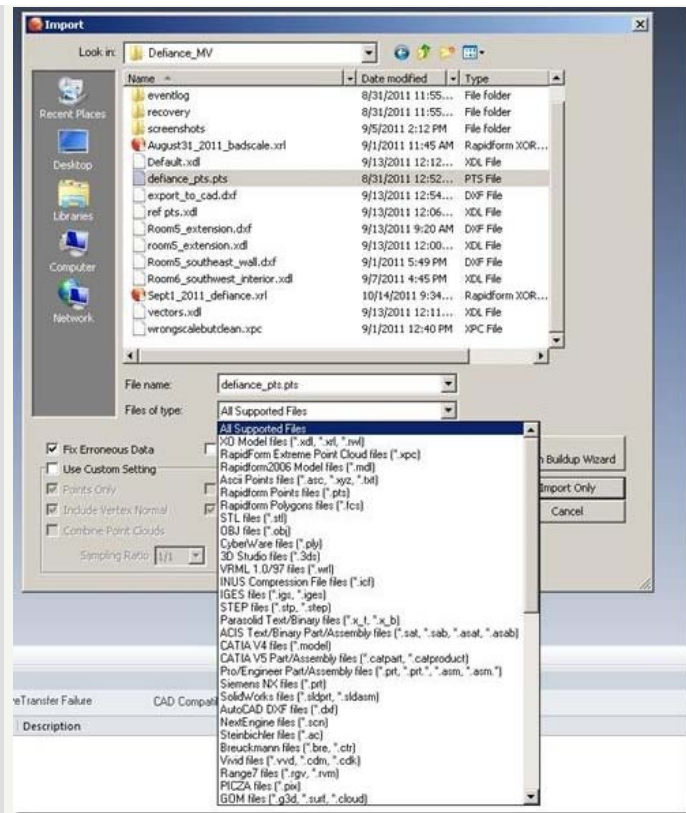 Import
Look in: Defiance_MV
Name Date modified Type
eventlog 8/31/2011 11:55... File folder
recovery 8/31/2011 11:55... File folder
screenshots 9/5/2011 2:12 PM File folder
August31_2011_badscale.xrl 9/1/2011 11:45 AM Rapidform XOR...
Default.xdl 9/13/2011 12:12... XDL File
defiance_pts.pts 8/31/2011 12:52... PTS File
export_to_cad.dxf 9/13/2011 12:54... DXF File
ref pts.xdl 9/13/2011 12:06... XDL File
Room5_extension.dxf 9/13/2011 9:20 AM DXF File
room5_extension.xdl 9/13/2011 12:00... XDL File
Room5_southeast_wall.dxf 9/1/2011 5:49 PM DXF File
Room6_southwest_interior.xdl 9/7/2011 4:45 PM XDL File
Sept1_2011_defiance.xrl 10/14/2011 9:34... Rapidform XOR...
vectors.xdl 9/13/2011 12:11... XDL File
wrongscalebutclean.xpc 9/1/2011 12:40 PM XPC File
Recent Places
Desktop
Libraries
Computer
Network
File name: defiance_pts.pts
Files of type: All Supported Files
All Supported Files
XO Model files (*.xdl, *.xrl, *.rwl)
RapidForm Extreme Point Cloud files (*.xpc)
Rapidform2006 Model files (*.mdl)
Ascii Points files (*.asc, *.xyz, *.txt)
Rapidform Points files (*.pts)
Rapidform Polygons files (*.fcs)
STL files (*.stl)
OBJ files (*.obj)
CyberWare files (*.ply)
3D Studio files (*.3ds)
VRML 1.0/97 files (*.wrl)
INUS Compression File files (*.icf)
IGES files (*.igs, *.iges)
STEP files (*.stp, *.step)
Parasolid Text/Binary files (*.x_t, *.x_b)
ACIS Text/Binary Part/Assembly files (*.sat, *.sab, *.asat, *.asab)
CATIA V4 files (*.model)
CATIA V5 Part/Assembly files (*.catpart, *.catproduct)
Pro/Engineer Part/Assembly files (*.prt, *.prt.*, *.asm, *.asm.*)
Siemens NX files (*.prt)
SolidWorks files (*.sldprt, *.sldasm)
AutoCAD DXF files (*.dxf)
NextEngine files (*.scn)
Steinbichler files (*.ac)
Breuckmann files (*.bre, *.ctr)
Vivid files (*.vvd, *.cdm, *.cdk)
Range7 files (*.rgv, *.rvm)
PICZA files (*.pix)
GOM files (*.g3d, *.surf, *.cloud)
Fix Erroneous Data
Use Custom Setting
Points Only
Include Vertex Normal
Combine Point Clouds
Sampling Ratio 1/1
Buildup Wizard
Import Only
Cancel
Transfer Failure CAD
Description